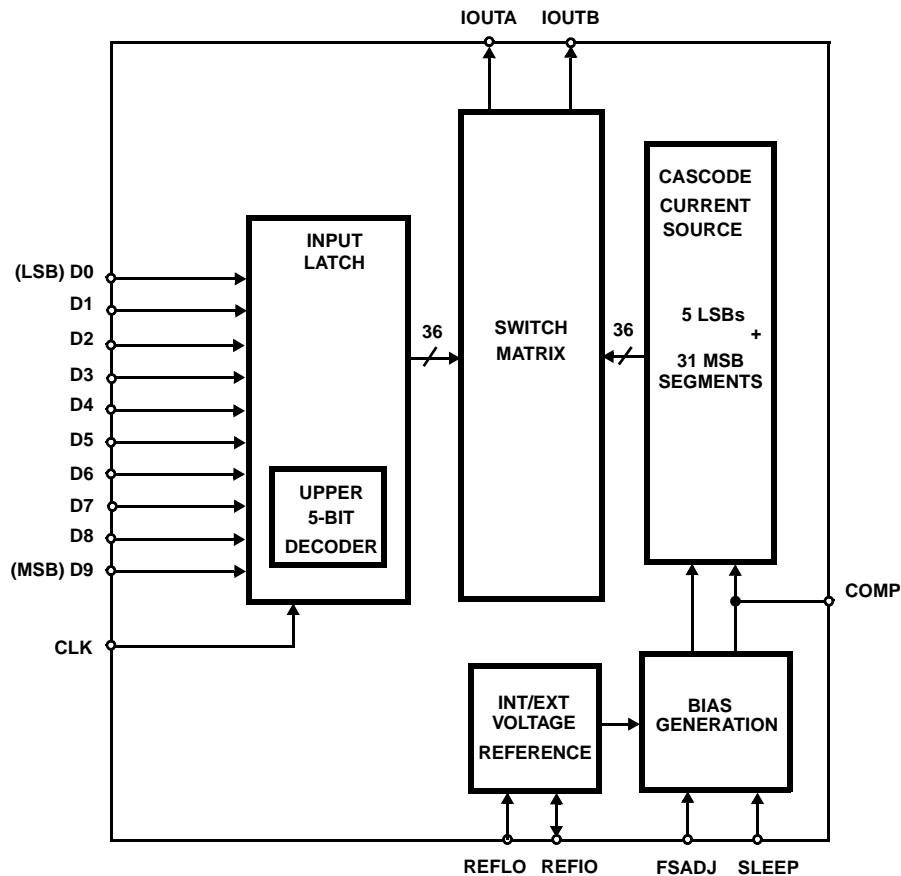 IOUTA IOUTB
CASCODE
CURRENT
SOURCE
5 LSBs
+
31 MSB
SEGMENTS
INPUT
LATCH
(LSB) D0
D1
D2
D3
D4
D5
D6
D7
D8
(MSB) D9
CLK
UPPER
5-BIT
DECODER
36
SWITCH
MATRIX
36
COMP
INT/EXT
VOLTAGE
REFERENCE
BIAS
GENERATION
REFLO REFIO FSADJ SLEEP